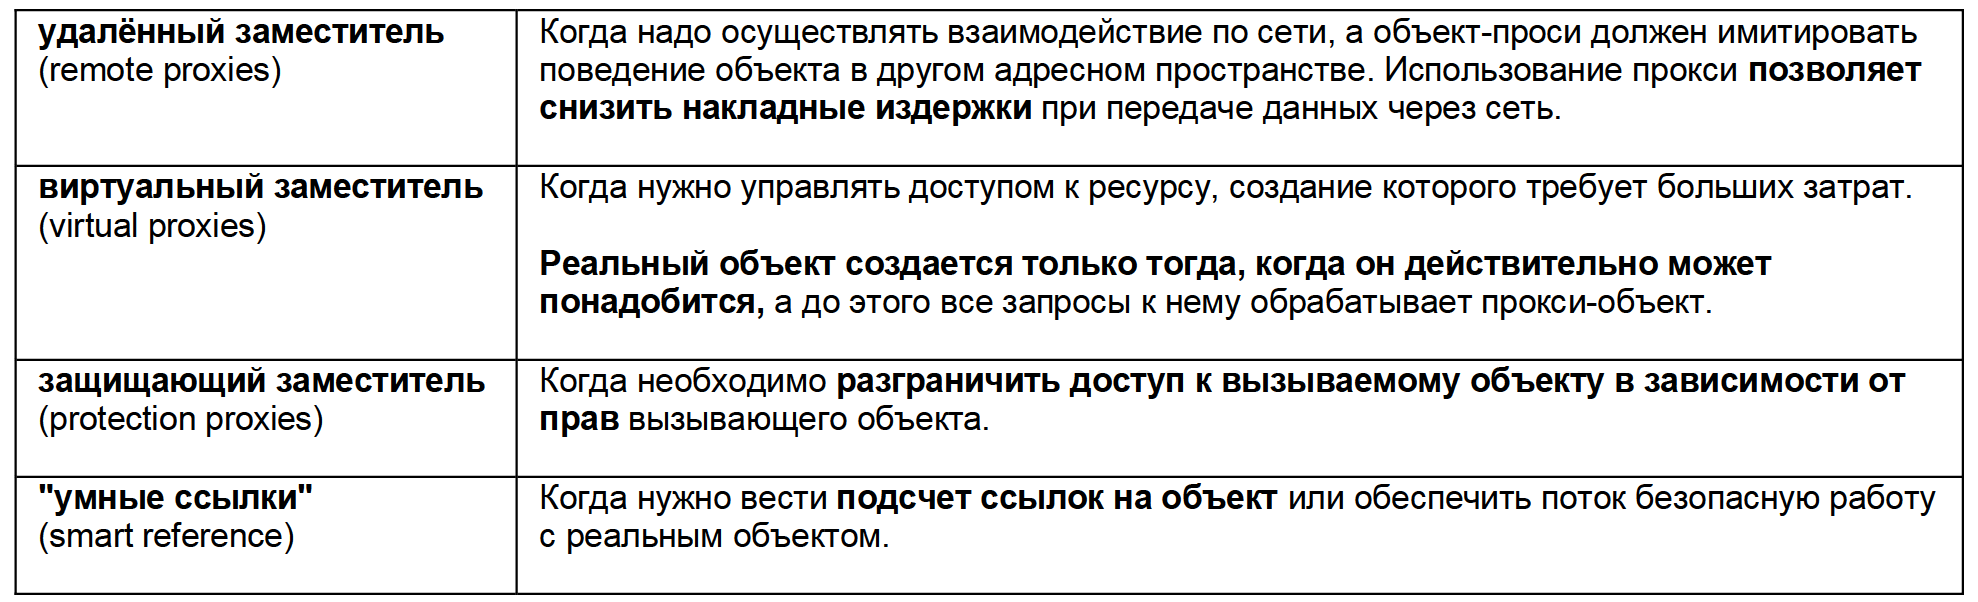 удалённый заместитель
(remote proxies)
Когда надо осуществлять взаимодействие по сети, а объект-проси должен имитировать
поведение объекта в другом адресном пространстве. Использование прокси позволяет
снизить накладные издержки при передаче данных через сеть.
виртуальный заместитель
(virtual proxies)
Когда нужно управлять доступом к ресурсу, создание которого требует больших затрат.
Реальный объект создается только тогда, когда он действительно может
понадобится, а до этого все запросы к нему обрабатывает прокси-объект.
защищающий заместитель
(protection proxies)
Когда необходимо разграничить доступ к вызываемому объекту в зависимости от
прав вызывающего объекта.
"умные ссылки"
(smart reference)
Когда нужно вести подсчет ссылок на объект или обеспечить поток безопасную работу
с реальным объектом.